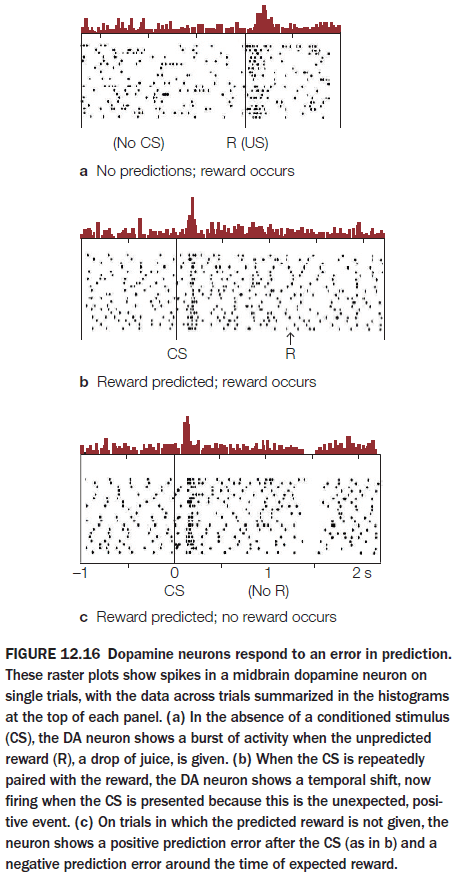 (No CS) R (US)
a No predictions; reward occurs
CS R
b Reward predicted; reward occurs
−1 0 1 2 s
CS (No R)
c Reward predicted; no reward occurs
FIGURE 12.16 Dopamine neurons respond to an error in prediction.
These raster plots show spikes in a midbrain dopamine neuron on
single trials, with the data across trials summarized in the histograms
at the top of each panel. (a) In the absence of a conditioned stimulus
(CS), the DA neuron shows a burst of activity when the unpredicted
reward (R), a drop of juice, is given. (b) When the CS is repeatedly
paired with the reward, the DA neuron shows a temporal shift, now
firing when the CS is presented because this is the unexpected, posi-
tive event. (c) On trials in which the predicted reward is not given, the
neuron shows a positive prediction error after the CS (as in b) and a
negative prediction error around the time of expected reward.